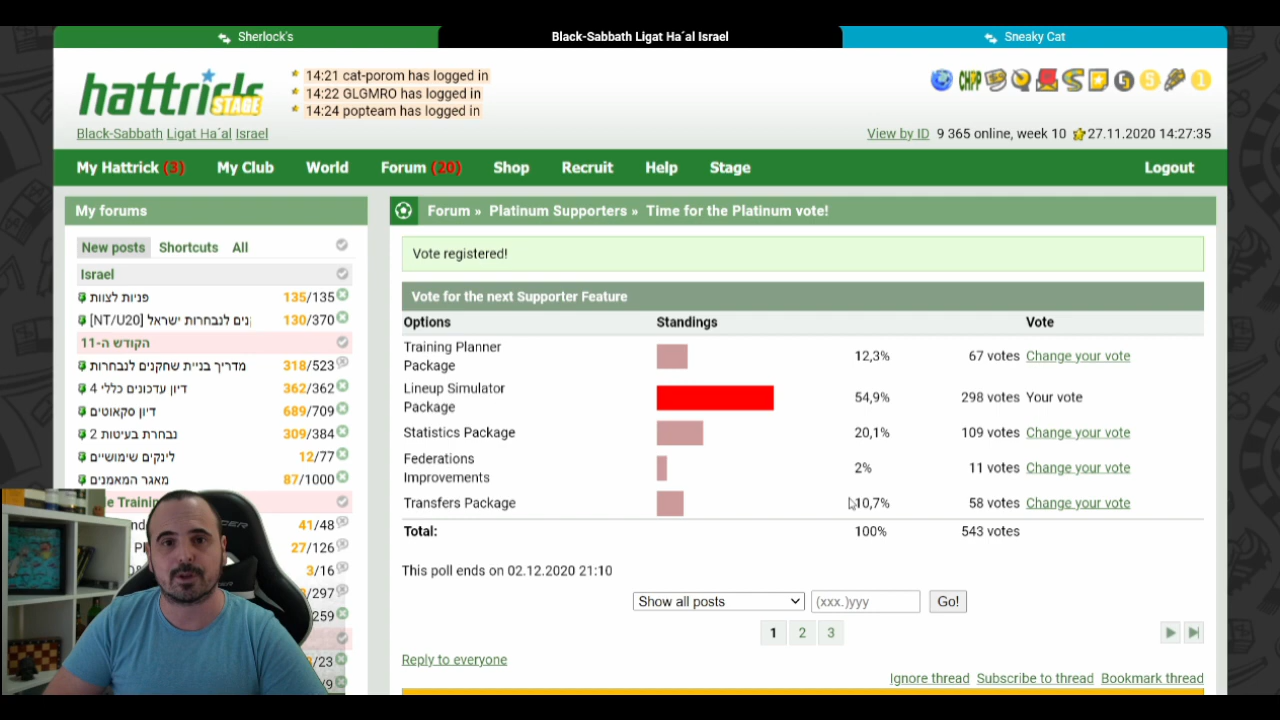 Sherlock's
Black-Sabbath Ligat Ha´al Israel
Sneaky Cat
hattrick
STAGE
14:21 cat-porom has logged in
14:22 GLGMRO has logged in
14:24 popteam has logged in
CHPP
Black-Sabbath Ligat Ha´al Israel
View by ID 9 365 online, week 10 27.11.2020 14:27:35
My Hattrick (3) My Club World Forum (20) Shop Recruit Help Stage Logout
My forums
New posts Shortcuts All
Israel
פניות לצוות 135/135
נים לנבחרות ישראל [NT/U20] 130/370
הקודש ה-11
מדריך בניית שחקנים לנבחרות 318/523
דיון עדכונים כללי 4 362/362
דיון סקאוטים 689/709
נבחרת בעיטות 2 309/384
לינקים שימושיים 12/77
מאגר המאמנים 87/1000
e Training
41/48
27/126
3/16
/297
259
/23
/9
Forum » Platinum Supporters » Time for the Platinum vote!
Vote registered!
Vote for the next Supporter Feature
Options Standings Vote
Training Planner
Package 12,3% 67 votes Change your vote
Lineup Simulator
Package 54,9% 298 votes Your vote
Statistics Package 20,1% 109 votes Change your vote
Federations
Improvements 2% 11 votes Change your vote
Transfers Package 10,7% 58 votes Change your vote
Total: 100% 543 votes
This poll ends on 02.12.2020 21:10
Show all posts (xxx.)yyy Go!
1 2 3
Reply to everyone
Ignore thread Subscribe to thread Bookmark thread